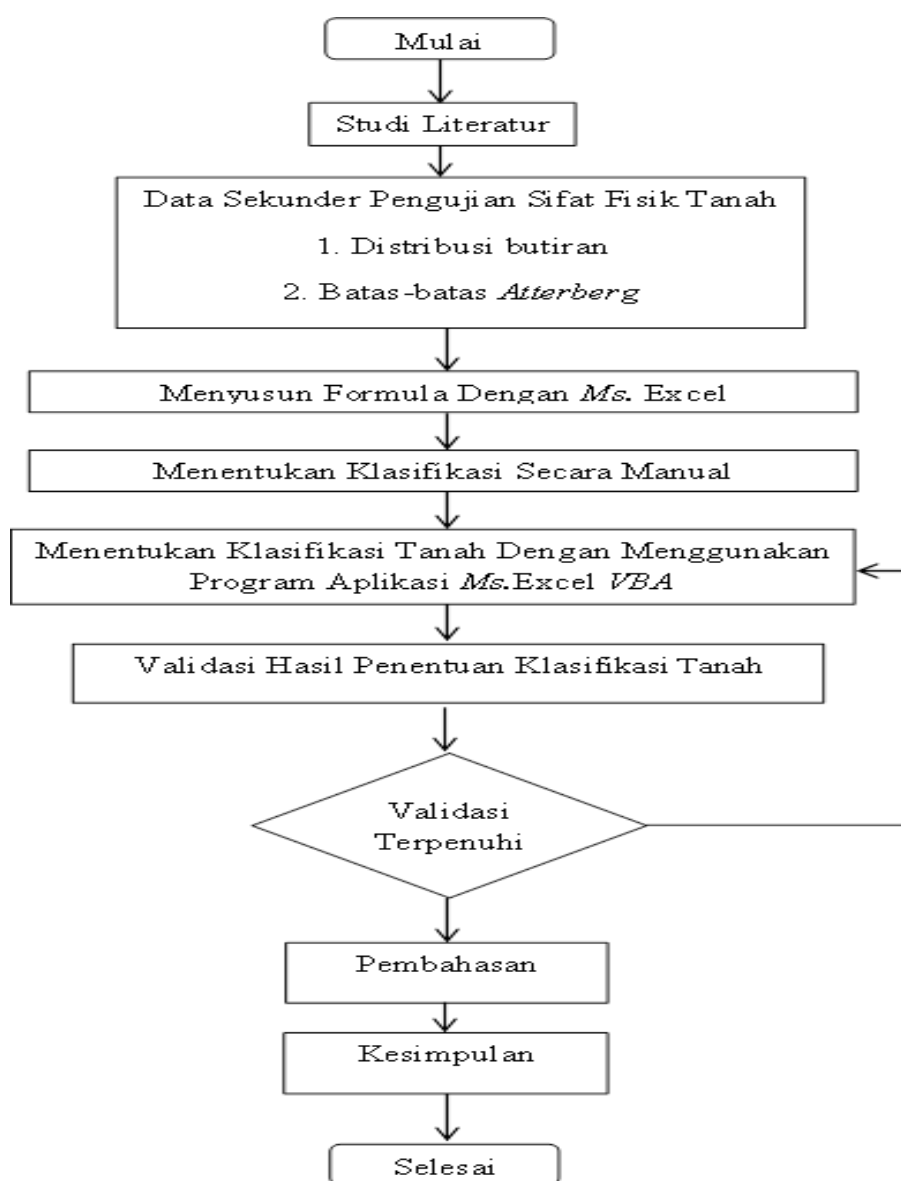 Mulai
Studi Literatur
Data Sekunder Pengujian Sifat Fisik Tanah
1. Distribusi butiran
2. Batas-batas Atterberg
Menyusun Formula Dengan Ms. Excel
Menentukan Klasifikasi Secara Manual
Menentukan Klasifikasi Tanah Dengan Menggunakan
Program Aplikasi Ms.Excel VBA
Validasi Hasil Penentuan Klasifikasi Tanah
Validasi
Terpenuhi
Pembahasan
Kesimpulan
Selesai